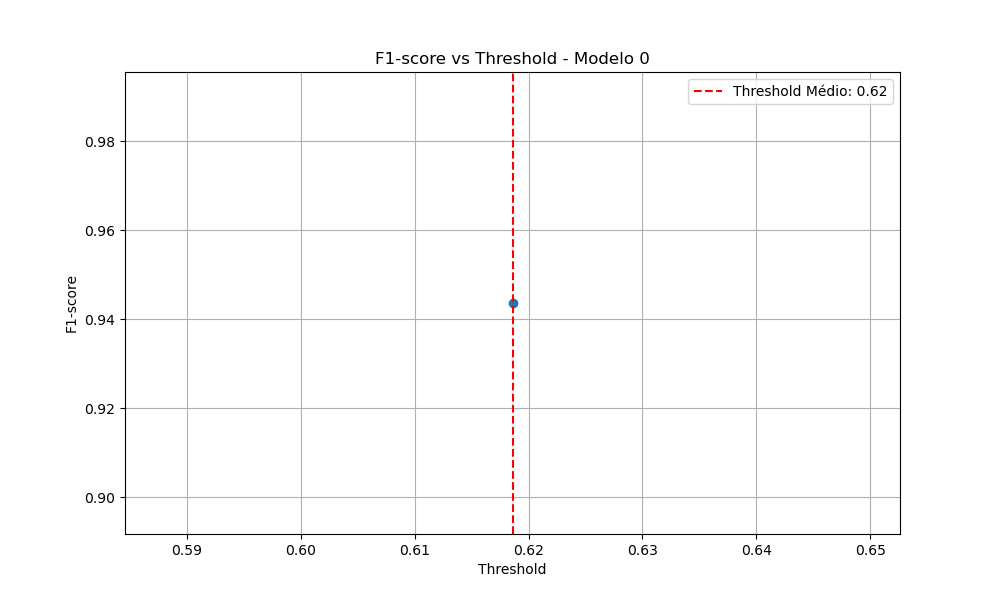 F1-score vs Threshold - Modelo 0
Threshold Médio: 0.62
0.98
0.96
0.94
0.92
0.90
F1-score
0.59 0.60 0.61 0.62 0.63 0.64 0.65
Threshold